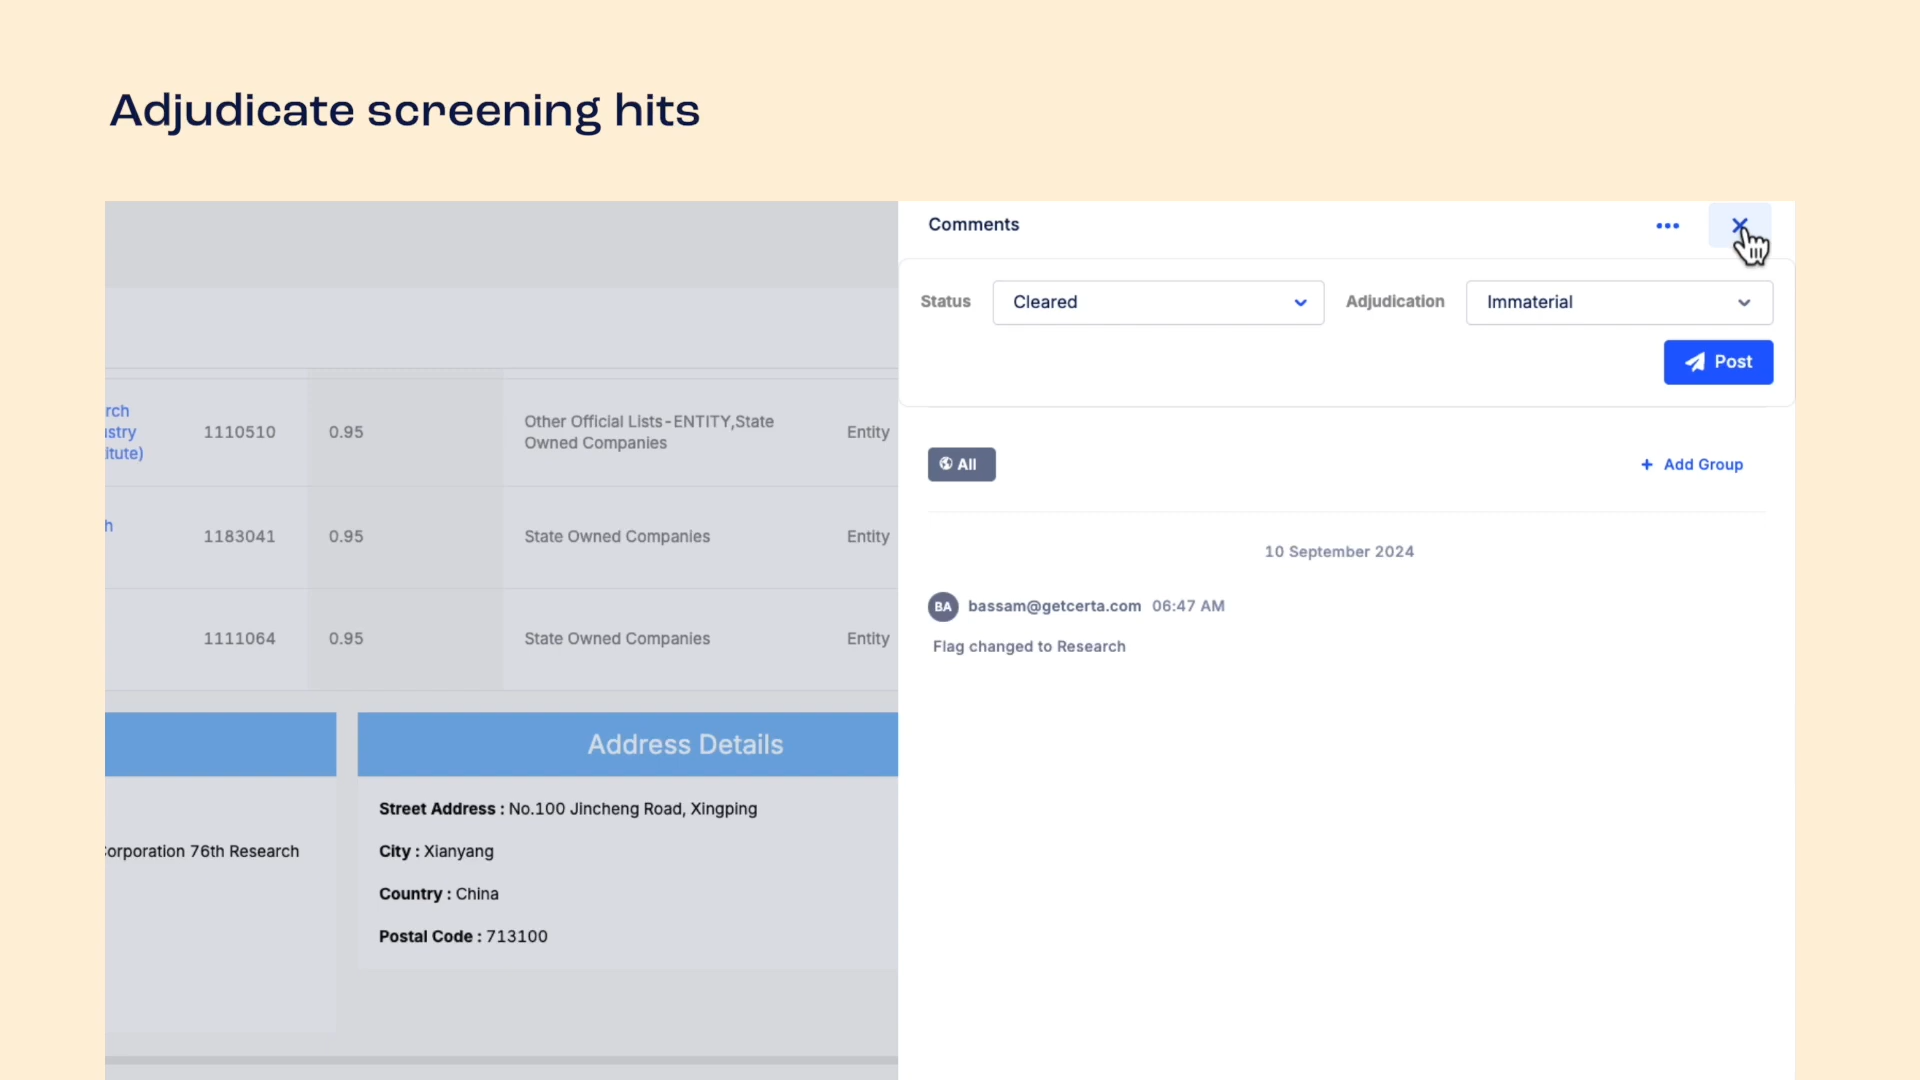 Adjudicate screening hits
Comments
Status
Cleared
Adjudication
Immaterial
Post
rch
ustry
itute)
1110510
0.95
Other Official Lists-ENTITY,State
Owned Companies
Entity
All
+ Add Group
h
1183041
0.95
State Owned Companies
Entity
10 September 2024
BA
bassam@getcerta.com 06:47 AM
Flag changed to Research
1111064
0.95
State Owned Companies
Entity
Address Details
Street Address : No.100 Jincheng Road, Xingping
orporation 76th Research
City : Xianyang
Country : China
Postal Code : 713100